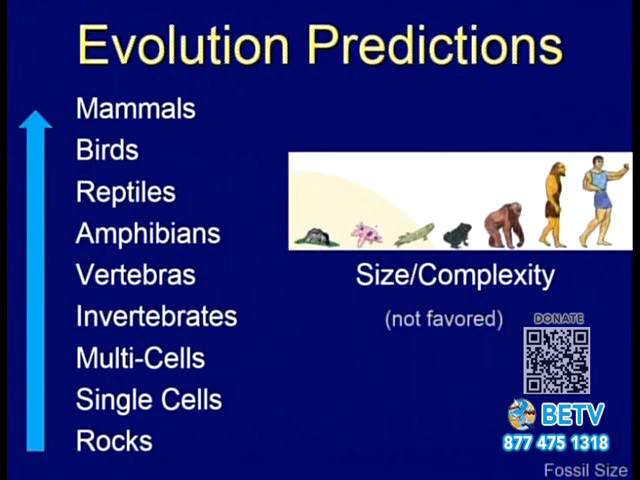 Evolution Predictions
Mammals
Birds
Reptiles
Amphibians
Vertebras
Invertebrates
Multi-Cells
Single Cells
Rocks
Size/Complexity
(not favored)
DONATE
BETV
877 475 1318
Fossil Size